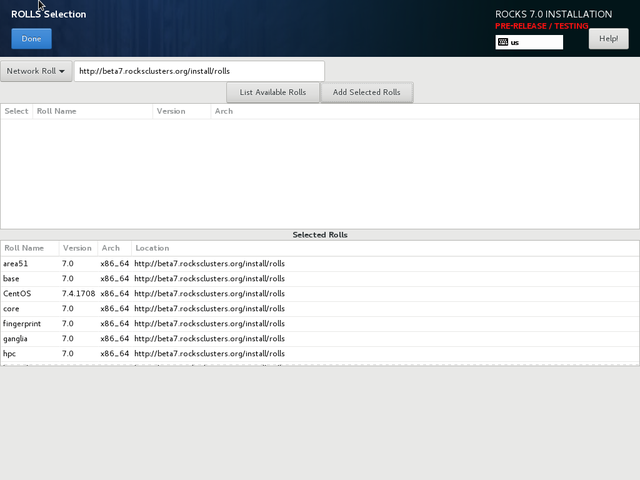 ROLLS Selection
ROCKS 7.0 INSTALLATION
PRE-RELEASE / TESTING
Done
us
Help!
Network Roll
http://beta7.rocksclusters.org/install/rolls
List Available Rolls
Add Selected Rolls
Select Roll Name Version Arch
Selected Rolls
Roll Name Version Arch Location
area51 7.0 x86_64 http://beta7.rocksclusters.org/install/rolls
base 7.0 x86_64 http://beta7.rocksclusters.org/install/rolls
CentOS 7.4.1708 x86_64 http://beta7.rocksclusters.org/install/rolls
core 7.0 x86_64 http://beta7.rocksclusters.org/install/rolls
fingerprint 7.0 x86_64 http://beta7.rocksclusters.org/install/rolls
ganglia 7.0 x86_64 http://beta7.rocksclusters.org/install/rolls
hpc 7.0 x86_64 http://beta7.rocksclusters.org/install/rolls